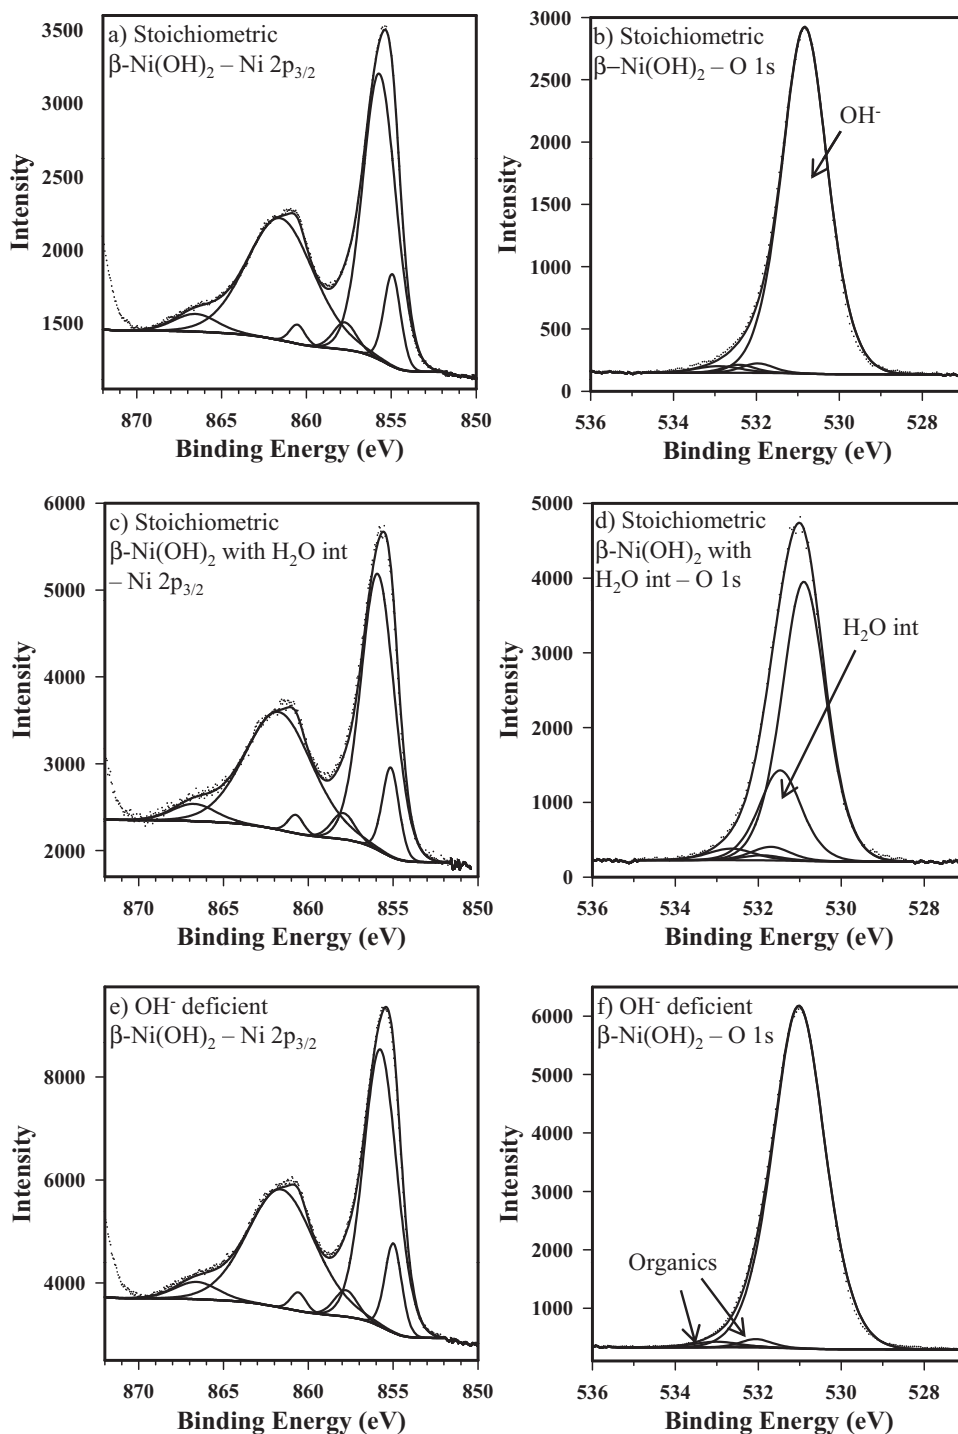 a) Stoichiometric
β-Ni(OH)₂ – Ni 2p₃/₂
Intensity
3500
3000
2500
2000
1500
870 865 860 855 850
Binding Energy (eV)
b) Stoichiometric
β–Ni(OH)₂ – O 1s
OH⁻
Intensity
3000
2500
2000
1500
1000
500
0
536 534 532 530 528
Binding Energy (eV)
c) Stoichiometric
β-Ni(OH)₂ with H₂O int
– Ni 2p₃/₂
Intensity
6000
5000
4000
3000
2000
870 865 860 855 850
Binding Energy (eV)
d) Stoichiometric
β-Ni(OH)₂ with
H₂O int – O 1s
H₂O int
Intensity
5000
4000
3000
2000
1000
0
536 534 532 530 528
Binding Energy (eV)
e) OH⁻ deficient
β-Ni(OH)₂ – Ni 2p₃/₂
Intensity
8000
6000
4000
870 865 860 855 850
Binding Energy (eV)
f) OH⁻ deficient
β-Ni(OH)₂ – O 1s
Organics
Intensity
6000
5000
4000
3000
2000
1000
536 534 532 530 528
Binding Energy (eV)